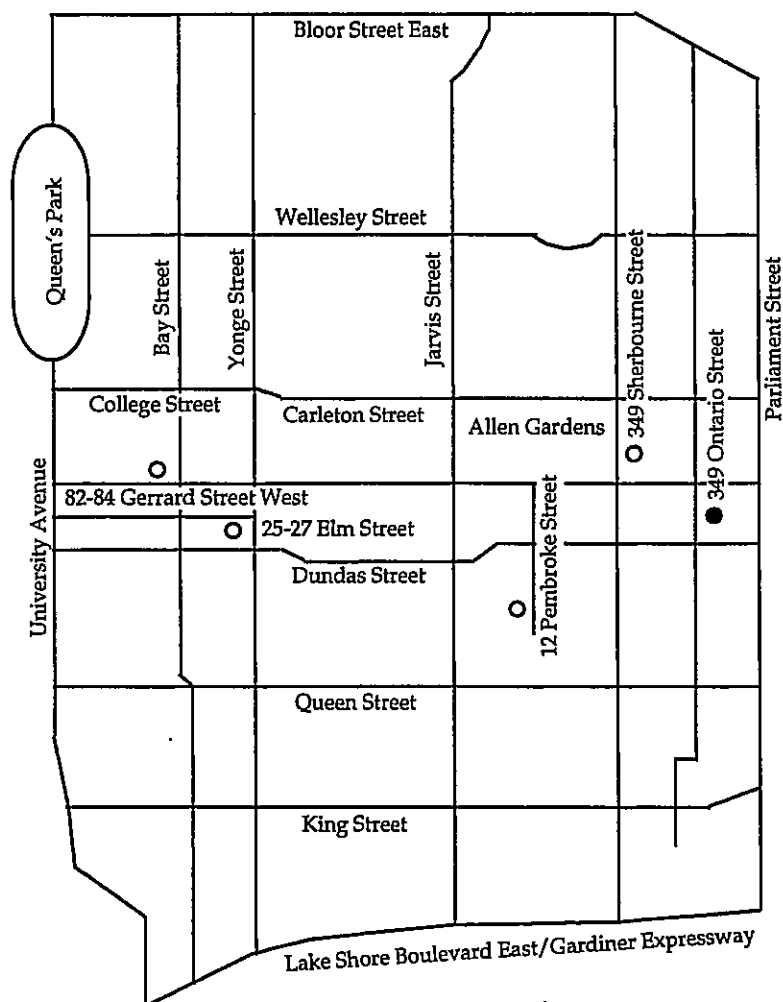 Bloor Street East
Queen's Park
Wellesley Street
Bay Street
Yonge Street
Jarvis Street
349 Sherbourne Street
Parliament Street
College Street
Carleton Street
Allen Gardens
349 Ontario Street
University Avenue
82-84 Gerrard Street West
25-27 Elm Street
12 Pembroke Street
Dundas Street
Queen Street
King Street
Lake Shore Boulevard East/Gardiner Expressway